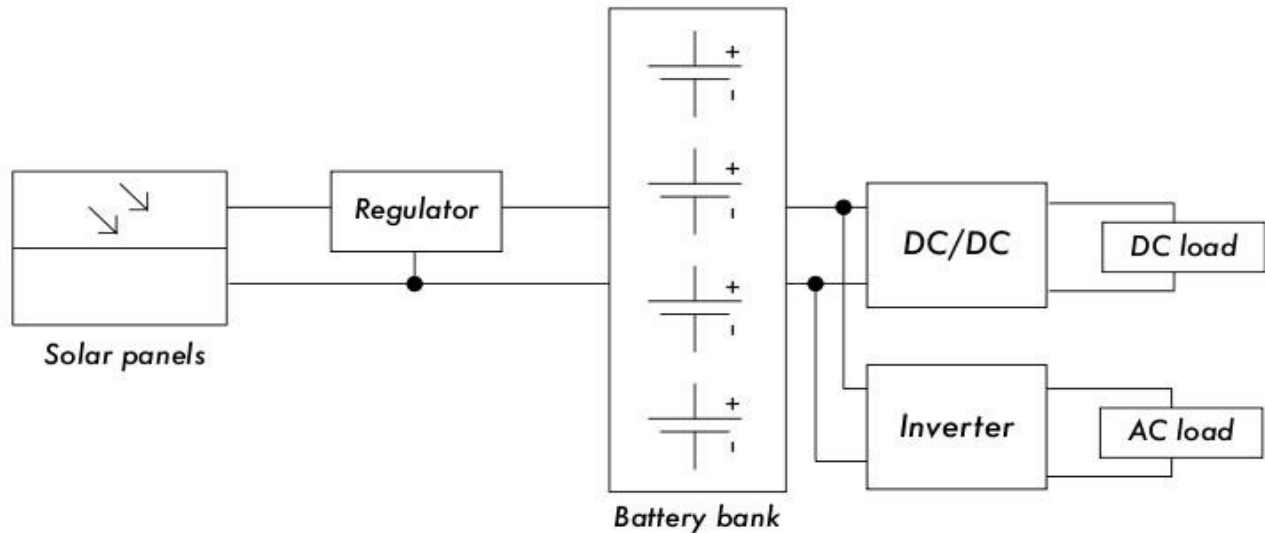 Solar panels
Regulator
+
-
+
-
+
-
+
-
Battery bank
DC/DC
DC load
Inverter
AC load